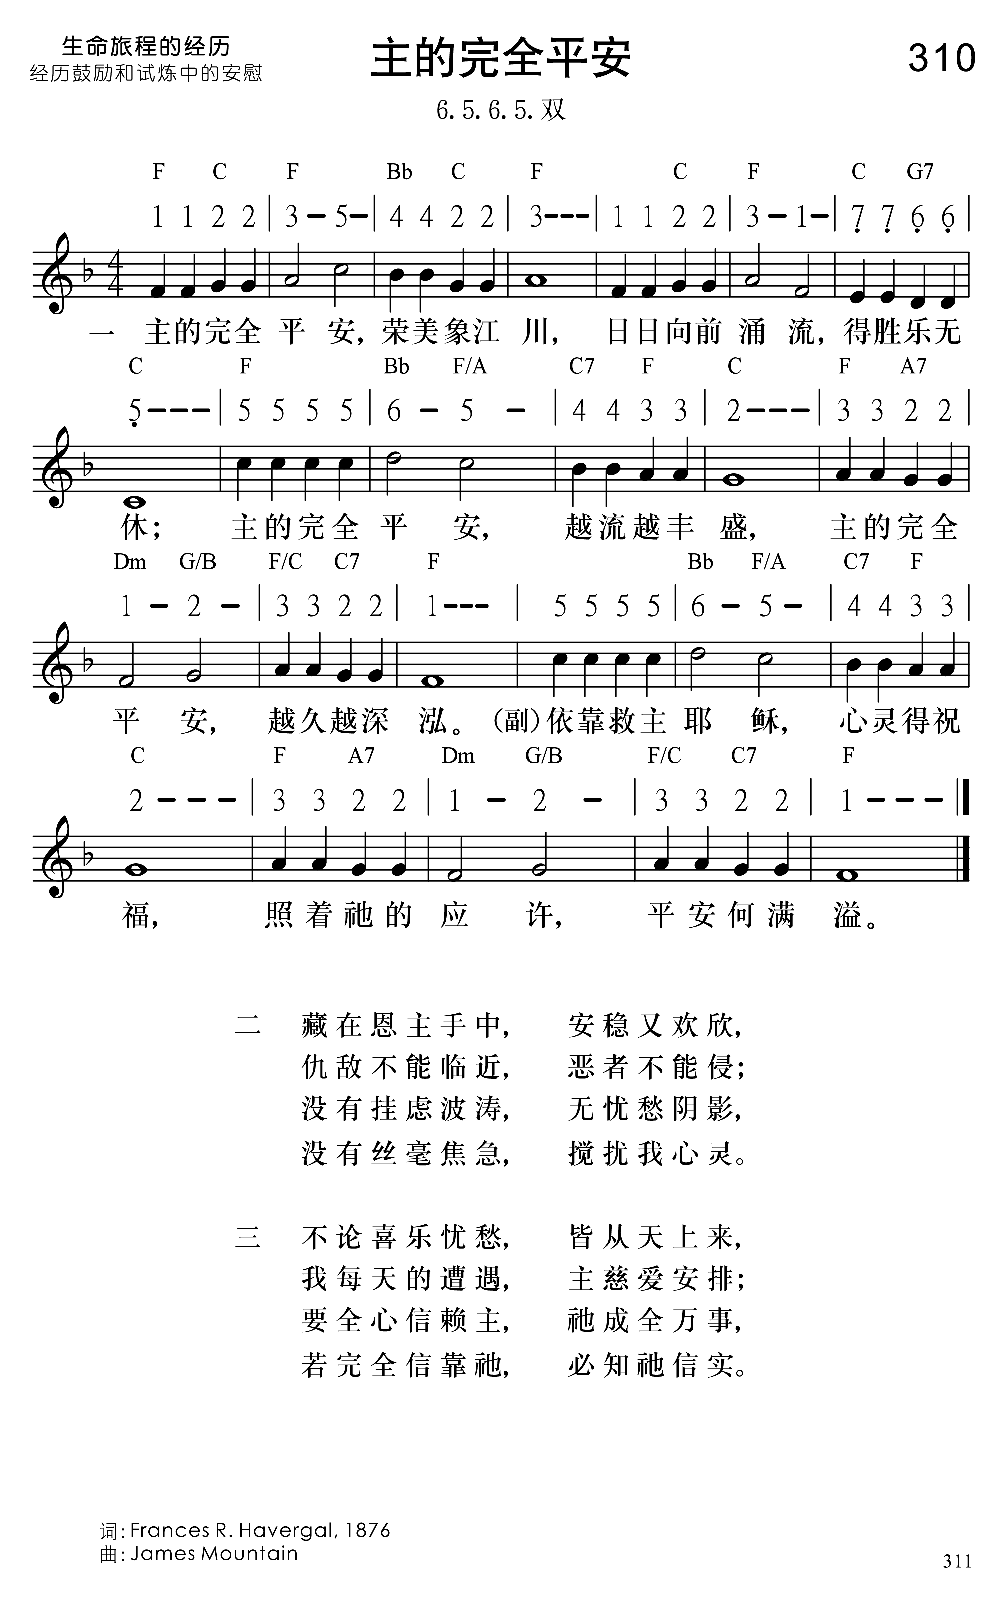 生命旅程的经历
经历鼓励和试炼中的安慰
主的完全平安
310
6.5.6.5.双
F C F Bb C F C F C G7
1 1 2 2 | 3 – 5 – | 4 4 2 2 | 3 - - - | 1 1 2 2 | 3 – 1 – | 7̣ 7̣ 6̣ 6̣ |
4
4
一 主的完全 平 安，荣美象江 川， 日日向前 涌 流，得胜乐无
C F Bb F/A C7 F C F A7
5̣ – – – | 5 5 5 5 | 6 – 5 – | 4 4 3 3 | 2 – – – | 3 3 2 2 |
休； 主的完全 平 安， 越流越丰 盛， 主的完全
Dm G/B F/C C7 F Bb F/A C7 F
1 – 2 – | 3 3 2 2 | 1 - - - | 5 5 5 5 | 6 – 5 – | 4 4 3 3 |
平 安， 越久越深 泓。（副）依靠救主 耶 稣， 心灵得祝
C F A7 Dm G/B F/C C7 F
2 – – – | 3 3 2 2 | 1 – 2 – | 3 3 2 2 | 1 – – – ‖
福， 照着祂的 应 许， 平安何满 溢。
二 藏在恩主手中， 安稳又欢欣，
仇敌不能临近， 恶者不能侵；
没有挂虑波涛， 无忧愁阴影，
没有丝毫焦急， 搅扰我心灵。
三 不论喜乐忧愁， 皆从天上来，
我每天的遭遇， 主慈爱安排；
要全心信赖主， 祂成全万事，
若完全信靠祂， 必知祂信实。
词：Frances R. Havergal, 1876
曲：James Mountain
311